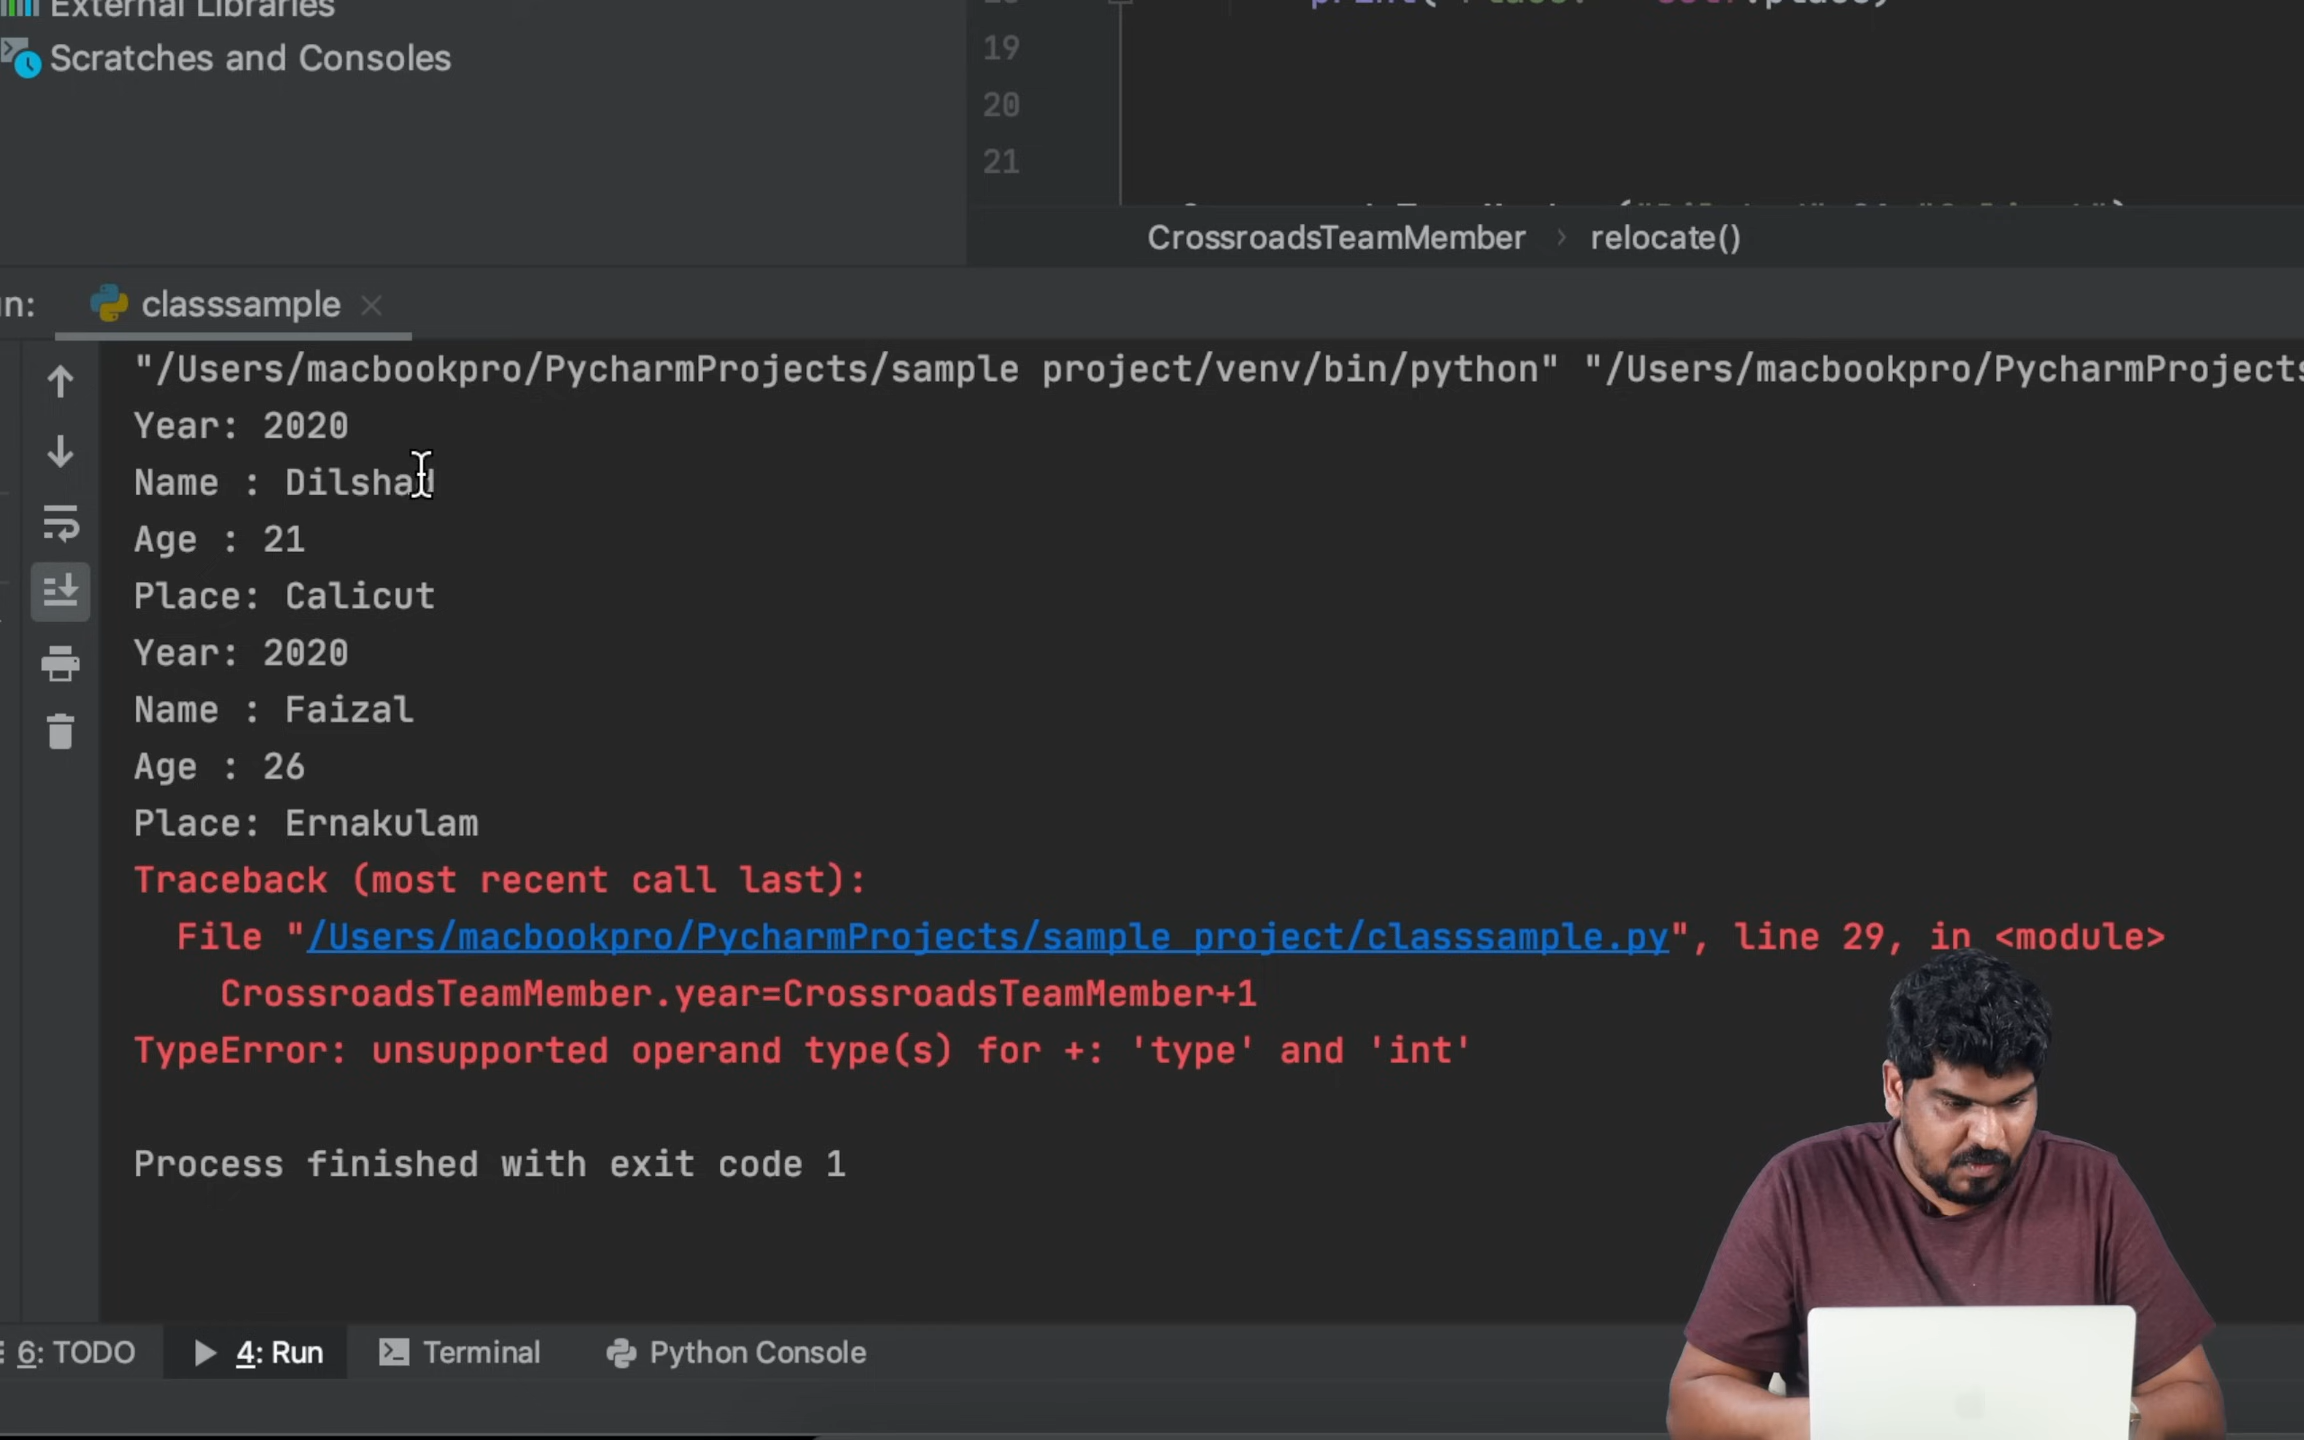 External Libraries
Scratches and Consoles
19
20
21
CrossroadsTeamMember > relocate()
classsample
"/Users/macbookpro/PycharmProjects/sample project/venv/bin/python" "/Users/macbookpro/PycharmProjects
Year: 2020
Name : Dilshad
Age : 21
Place: Calicut
Year: 2020
Name : Faizal
Age : 26
Place: Ernakulam
Traceback (most recent call last):
File "/Users/macbookpro/PycharmProjects/sample project/classsample.py", line 29, in <module>
CrossroadsTeamMember.year=CrossroadsTeamMember+1
TypeError: unsupported operand type(s) for +: 'type' and 'int'
Process finished with exit code 1
6: TODO 4: Run Terminal Python Console